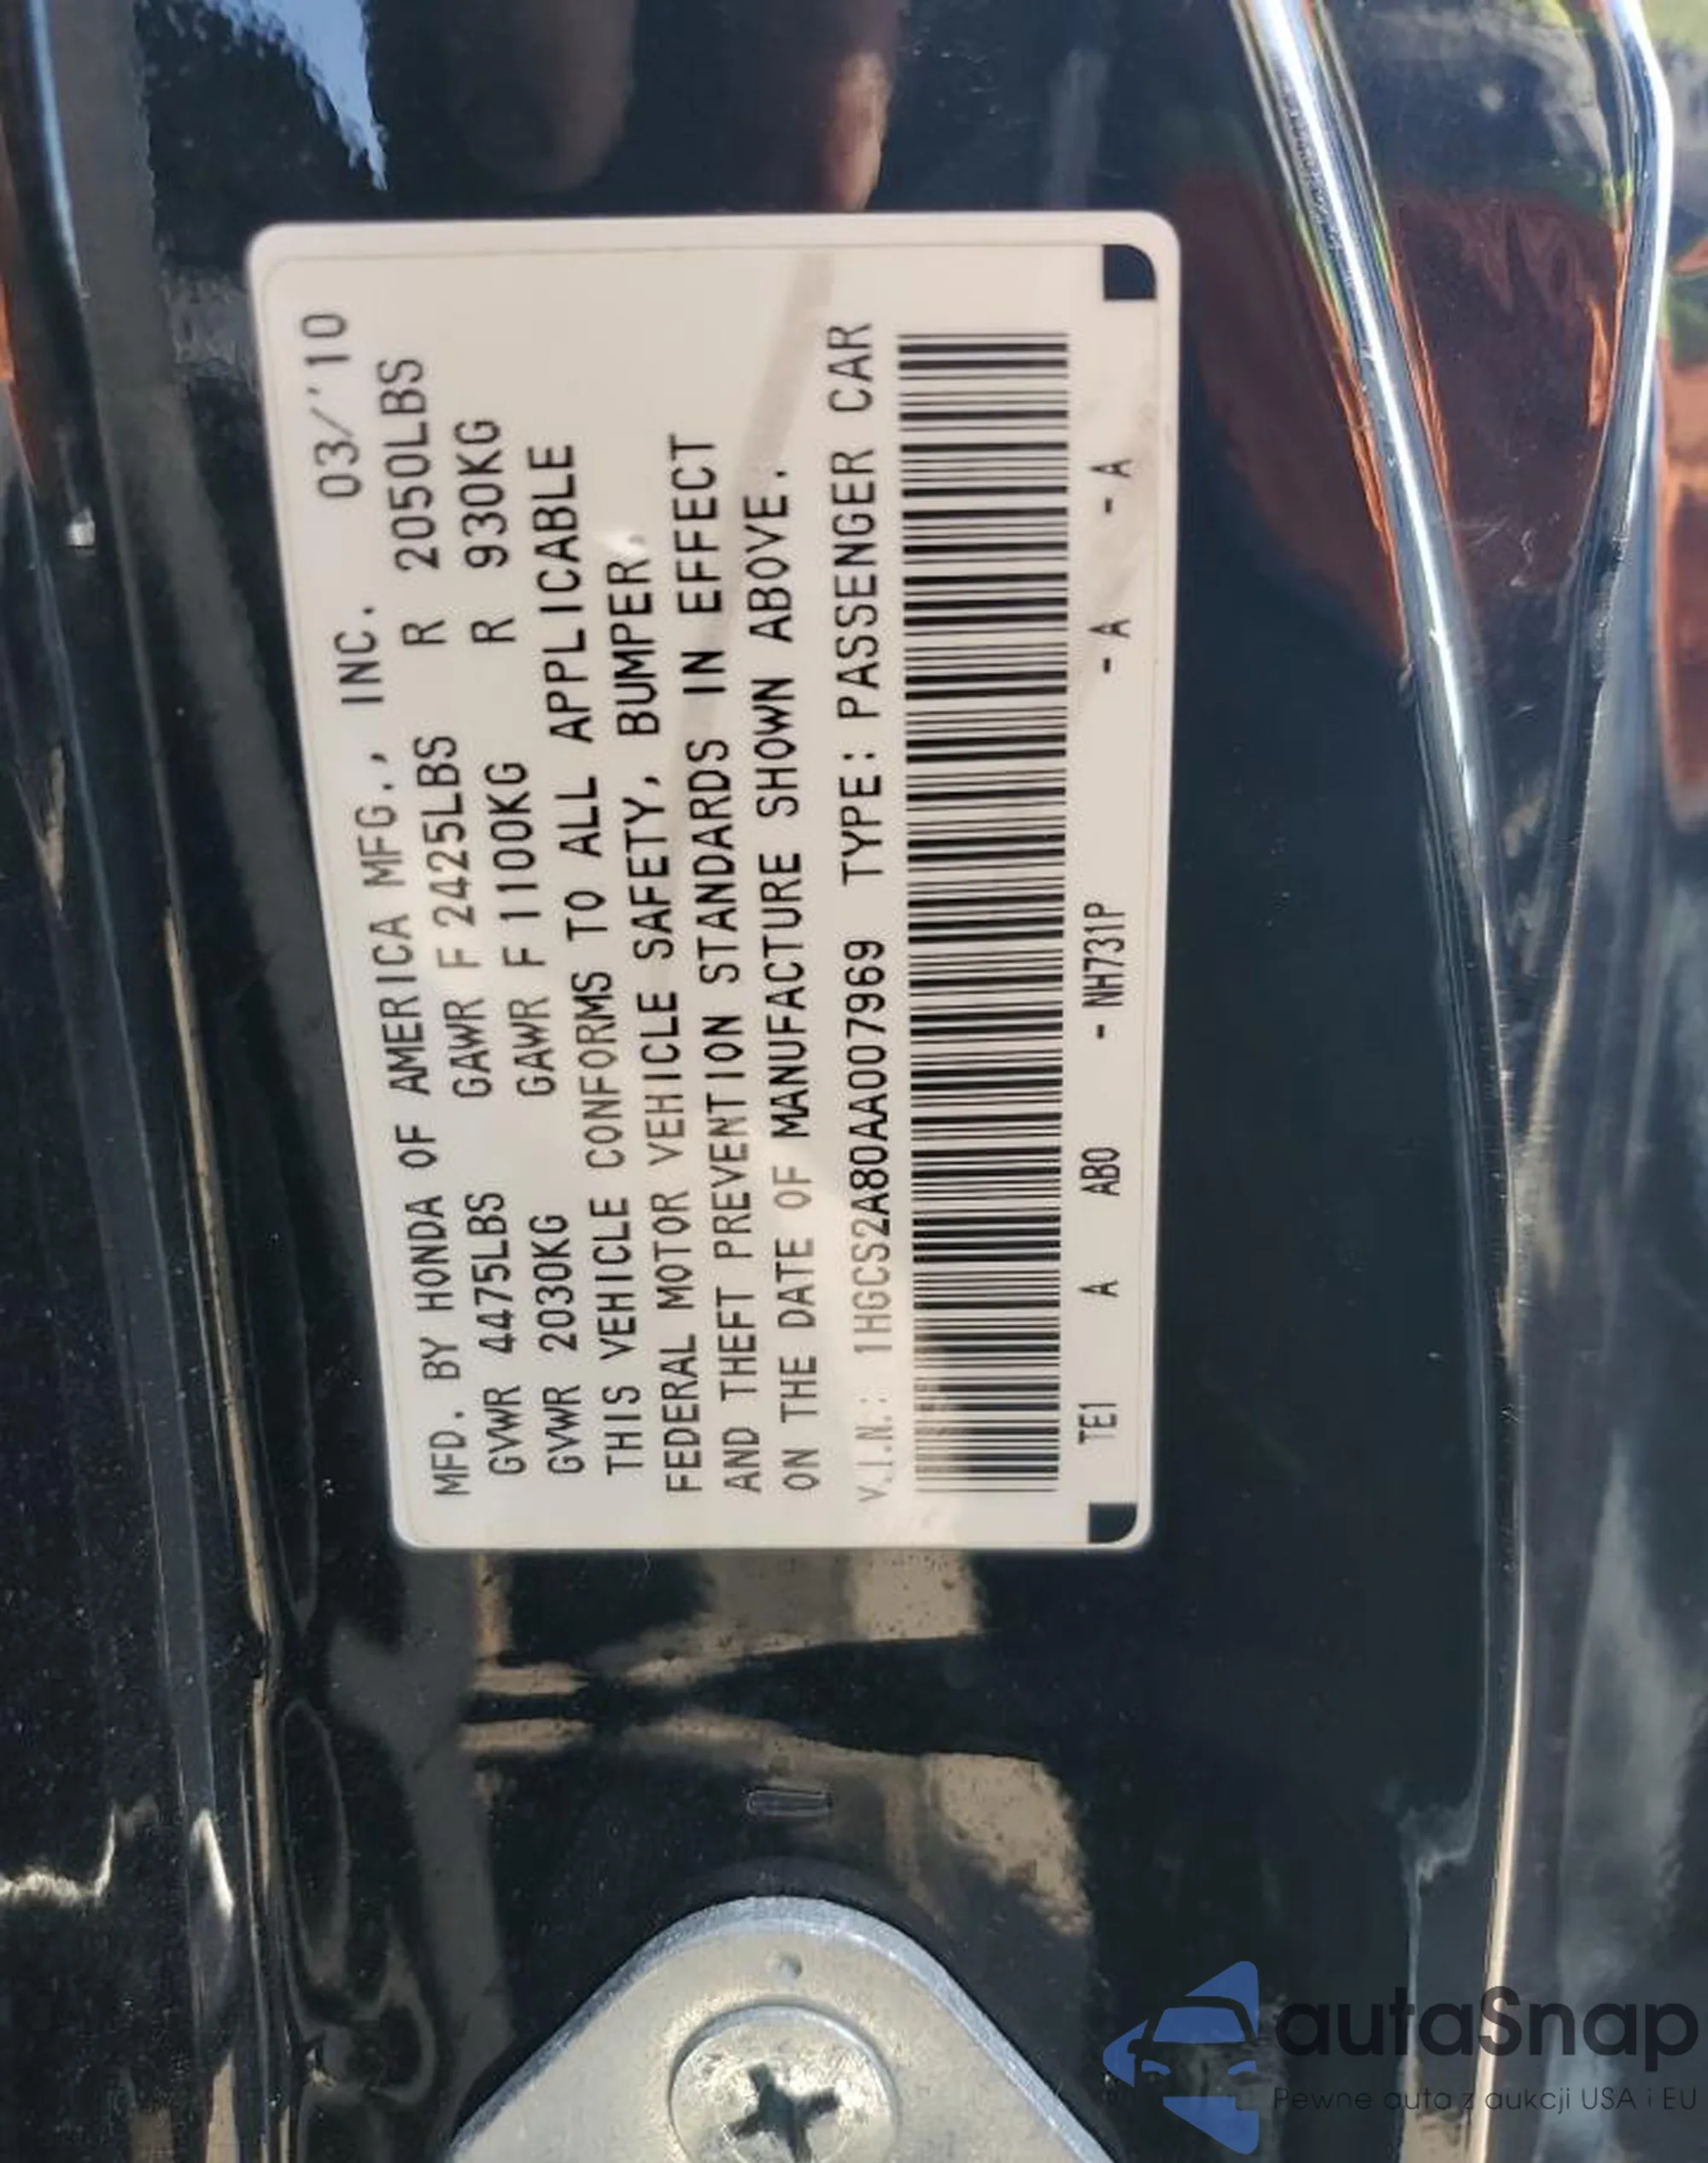 MFD. BY HONDA OF AMERICA MFG., INC. 03/'10
GVWR 4475LBS GAWR F 2425LBS R 2050LBS
GVWR 2030KG GAWR F 1100KG R 930KG
THIS VEHICLE CONFORMS TO ALL APPLICABLE
FEDERAL MOTOR VEHICLE SAFETY, BUMPER,
AND THEFT PREVENTION STANDARDS IN EFFECT
ON THE DATE OF MANUFACTURE SHOWN ABOVE.
V.I.N.: 1HGCS2A80AA007969 TYPE: PASSENGER CAR
TE1 A AB0 - NH731P - A - A
autaSnap
Pewne auta z aukcji USA i EU